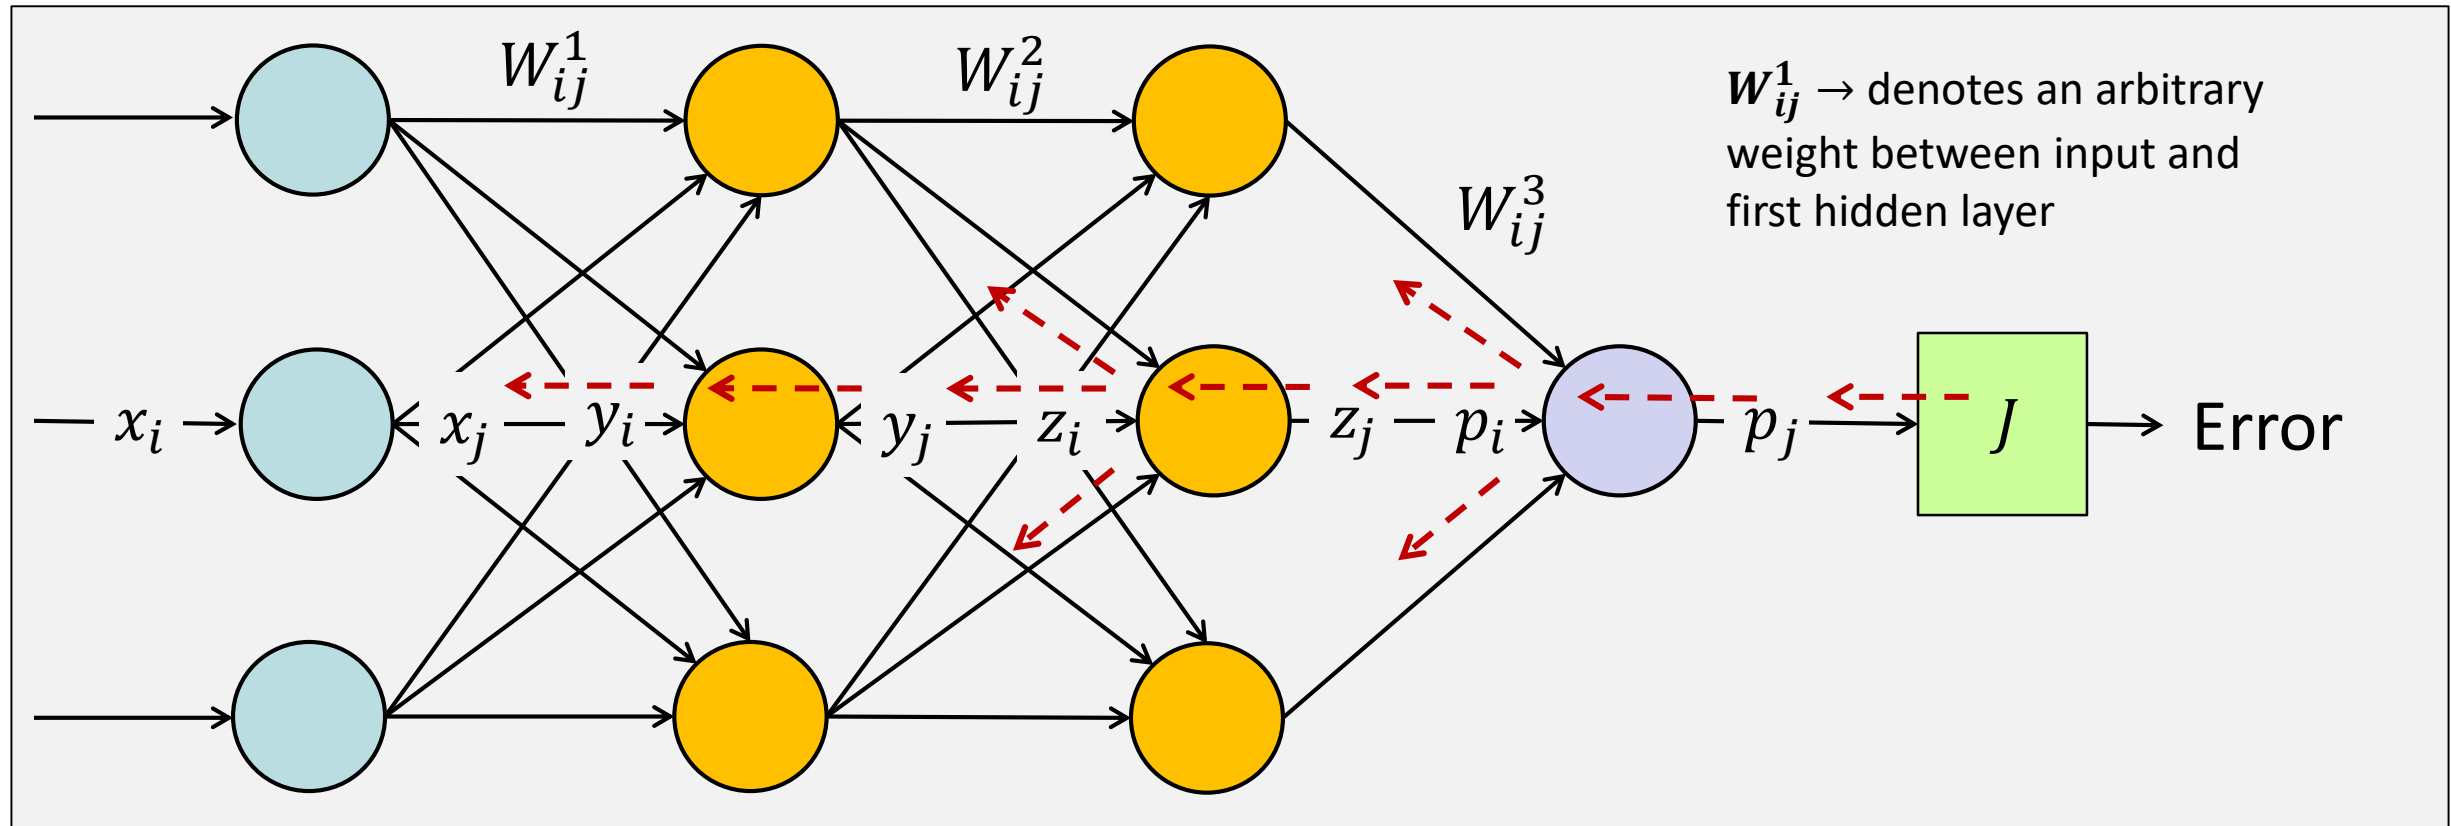 W¹ᵢⱼ W²ᵢⱼ
W¹ᵢⱼ → denotes an arbitrary
weight between input and
first hidden layer
W³ᵢⱼ
xᵢ xⱼ yᵢ yⱼ zᵢ zⱼ pᵢ pⱼ J Error